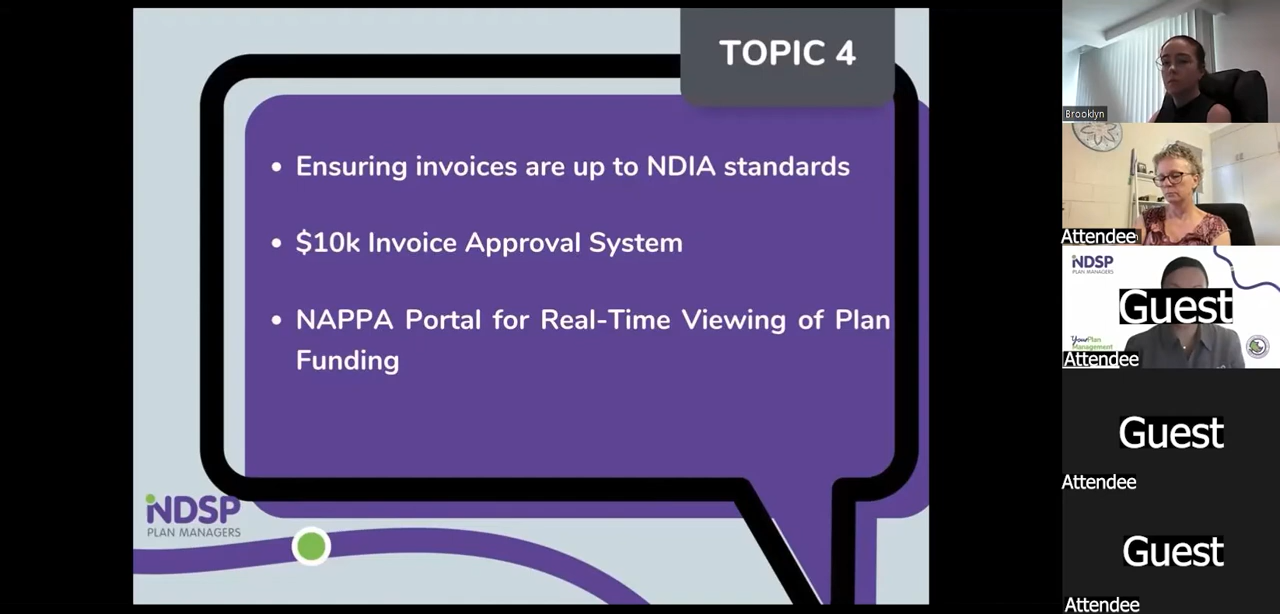 TOPIC 4
• Ensuring invoices are up to NDIA standards
• $10k Invoice Approval System
• NAPPA Portal for Real-Time Viewing of Plan
Funding
NDSP
PLAN MANAGERS
Brooklyn
Attendee
NDSP
PLAN MANAGERS
Guest
Your Plan
Management
Attendee
Guest
Attendee
Guest
Attendee